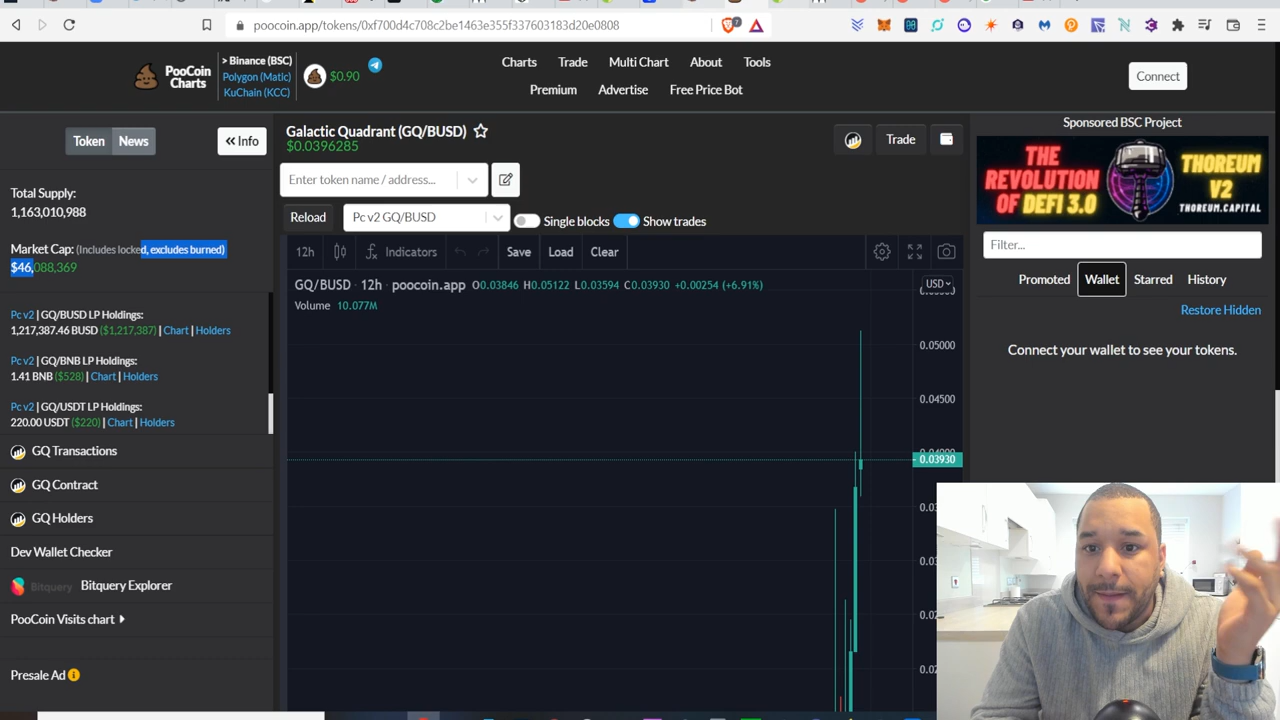 poocoin.app/tokens/0xf700d4c708c2be1463e355f337603183d20e0808
PooCoin
Charts
> Binance (BSC)
Polygon (Matic)
KuChain (KCC)
$0.90
Charts Trade Multi Chart About Tools
Premium Advertise Free Price Bot
Connect
Token News
Info
Total Supply:
1,163,010,988
Market Cap: (Includes locked, excludes burned)
$46,088,369
Pc v2 | GQ/BUSD LP Holdings:
1,217,387.46 BUSD ($1,217,387) | Chart | Holders
Pc v2 | GQ/BNB LP Holdings:
1.41 BNB ($528) | Chart | Holders
Pc v2 | GQ/USDT LP Holdings:
220.00 USDT ($220) | Chart | Holders
GQ Transactions
GQ Contract
GQ Holders
Dev Wallet Checker
Bitquery Bitquery Explorer
PooCoin Visits chart
Presale Ad
Galactic Quadrant (GQ/BUSD)
$0.0396285
Trade
Enter token name / address...
Reload Pc v2 GQ/BUSD Single blocks Show trades
12h Indicators Save Load Clear
GQ/BUSD · 12h · poocoin.app O0.03846 H0.05122 L0.03594 C0.03930 +0.00254 (+6.91%)
USD
Volume 10.077M
0.05000
0.04500
0.03930
Sponsored BSC Project
THE
REVOLUTION
OF DEFI 3.0
THOREUM
V2
THOREUM.CAPITAL
Filter...
Promoted Wallet Starred History
Restore Hidden
Connect your wallet to see your tokens.